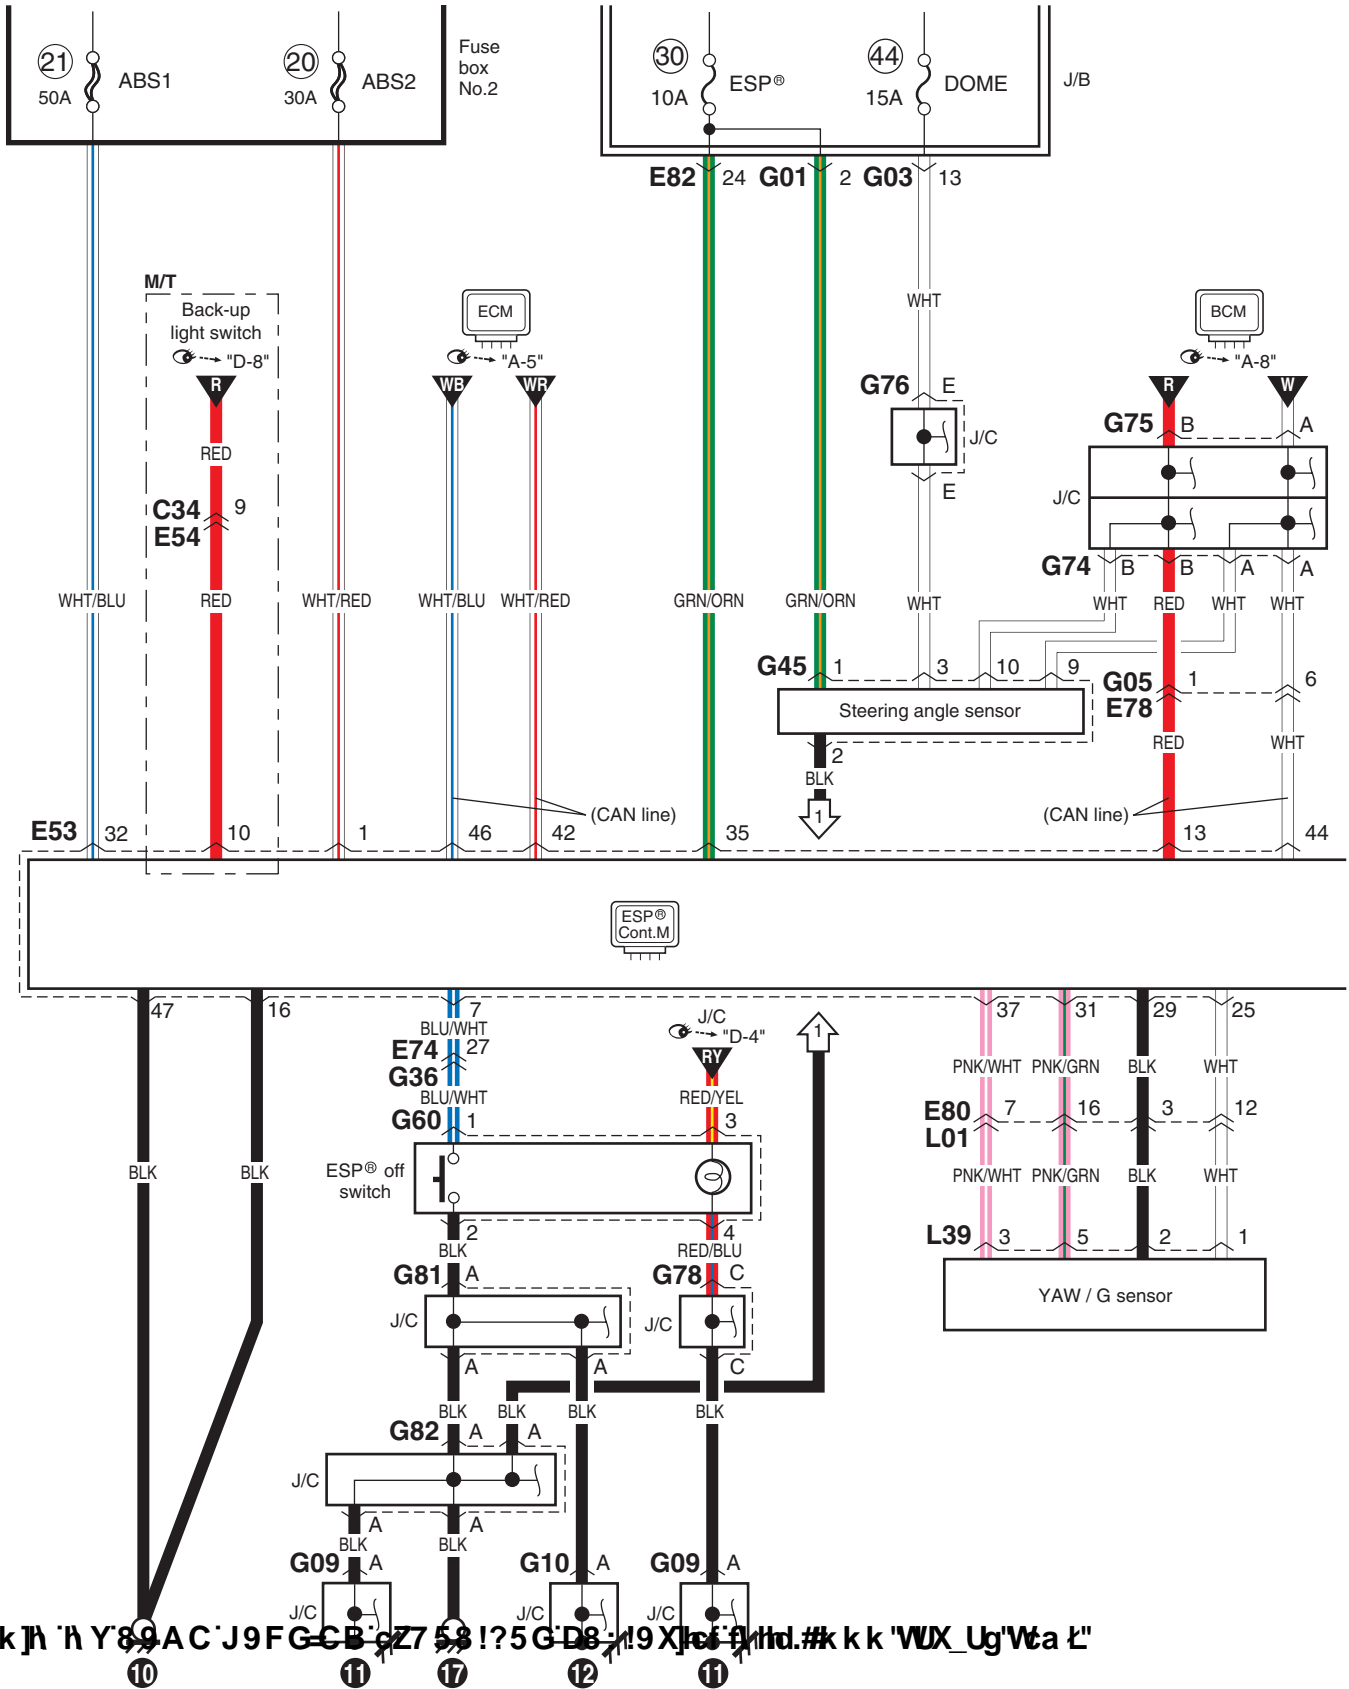 21 ABS1 50A
20 ABS2 30A
Fuse box No.2
30 ESP® 10A
44 DOME 15A
J/B
E82 24 G01 2 G03 13
M/T
Back-up light switch
"D-8"
R
RED
C34 9
E54
ECM
"A-5"
WB WR
WHT
G76 E
J/C
E
BCM
"A-8"
R W
G75 B A
J/C
G74 B B A A
WHT/BLU RED WHT/RED WHT/BLU WHT/RED GRN/ORN GRN/ORN WHT WHT RED WHT WHT
G45 1 3 10 9
Steering angle sensor
2
BLK
1
G05 1 6
E78
RED WHT
(CAN line) (CAN line)
E53 32 10 1 46 42 35 13 44
ESP® Cont.M
47 16 7 37 31 29 25
BLU/WHT
E74 27
G36
BLU/WHT
G60 1
J/C
"D-4"
RY
RED/YEL
3
1
PNK/WHT PNK/GRN BLK WHT
E80 7 16 3 12
L01
PNK/WHT PNK/GRN BLK WHT
L39 3 5 2 1
YAW / G sensor
BLK BLK
ESP® off switch
2 4
BLK RED/BLU
G81 A G78 C
J/C J/C
A A C
BLK BLK BLK BLK
G82 A A
J/C
A A
BLK BLK
G09 A G10 A G09 A
J/C J/C J/C
10 11 17 12 11